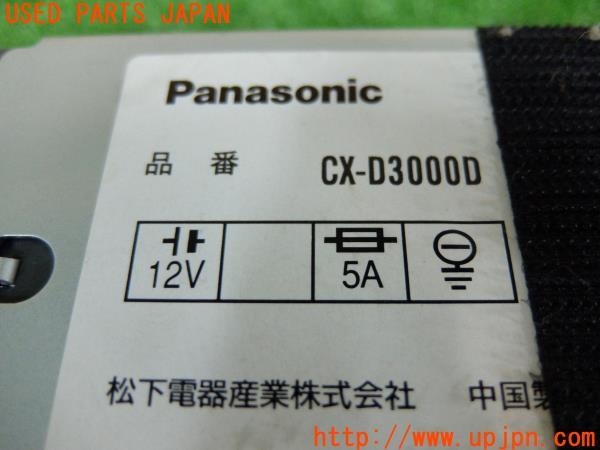 USED PARTS JAPAN
Panasonic
品番 CX-D3000D
12V 5A
松下電器産業株式会社 中国製
http://www.upjpn.com